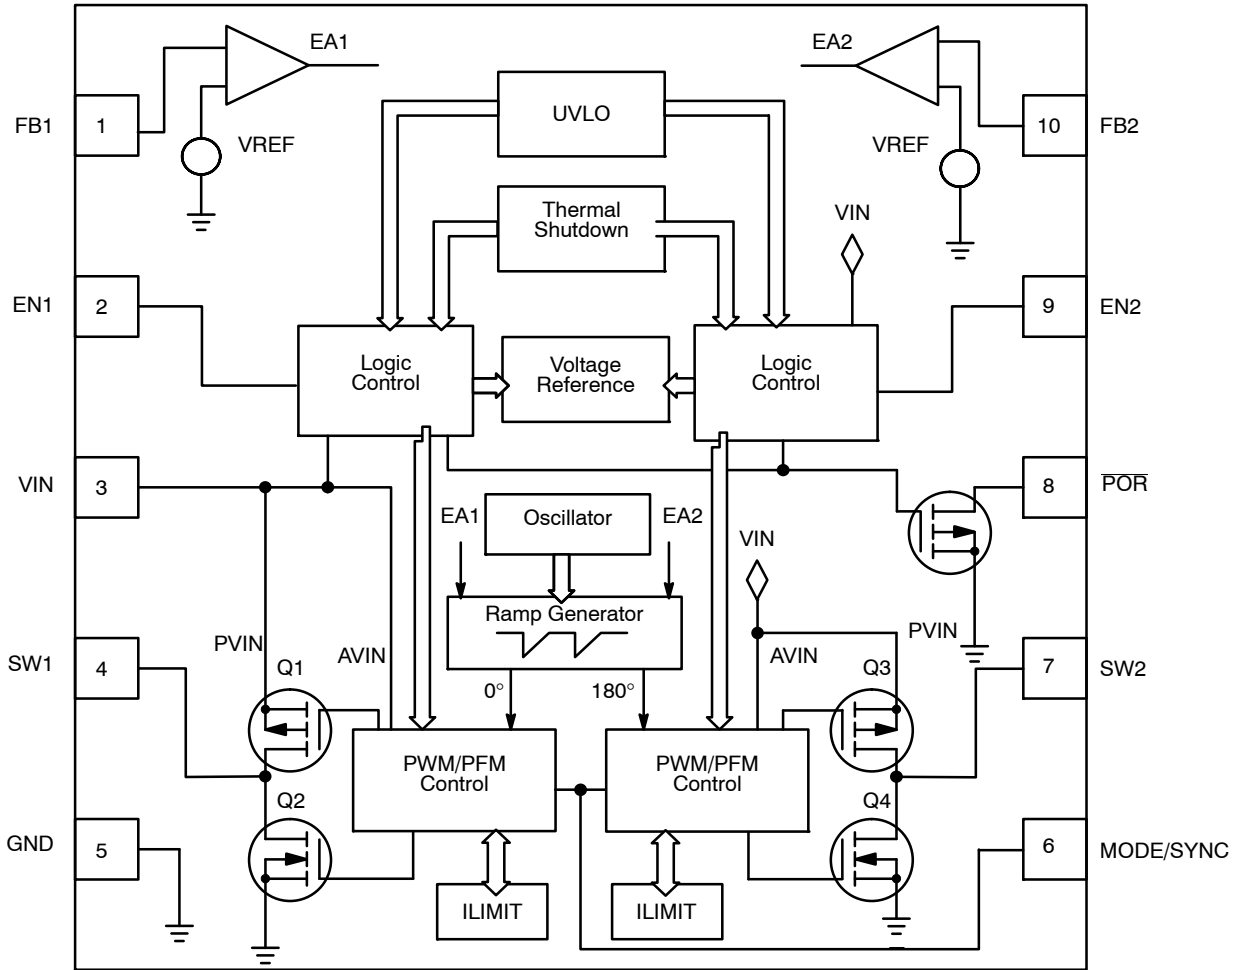 EA1
EA2
FB1
1
VREF
UVLO
VREF
10
FB2
Thermal
Shutdown
VIN
EN1
2
9
EN2
Logic
Control
Voltage
Reference
Logic
Control
VIN
3
8
POR
EA1
Oscillator
EA2
VIN
Ramp Generator
PVIN
AVIN
AVIN
PVIN
SW1
4
Q1
0°
180°
Q3
7
SW2
PWM/PFM
Control
PWM/PFM
Control
Q2
Q4
GND
5
6
MODE/SYNC
ILIMIT
ILIMIT